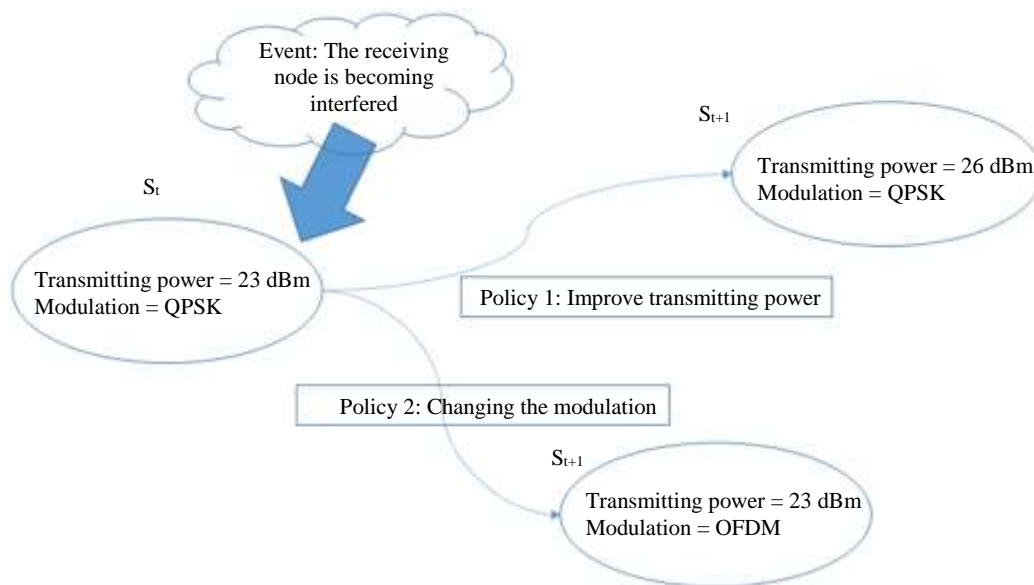 Event: The receiving
node is becoming
interfered
St+1
Transmitting power = 26 dBm
Modulation = QPSK
St
Transmitting power = 23 dBm
Modulation = QPSK
Policy 1: Improve transmitting power
Policy 2: Changing the modulation
St+1
Transmitting power = 23 dBm
Modulation = OFDM